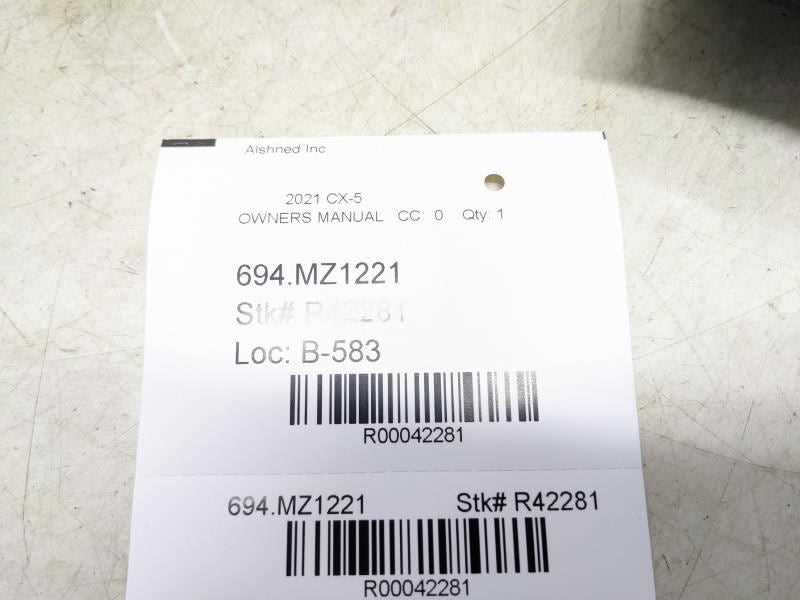 Aishned Inc
2021 CX-5
OWNERS MANUAL CC: 0 Qty: 1
694.MZ1221
Stk# R42281
Loc: B-583
R00042281
694.MZ1221 Stk# R42281
R00042281